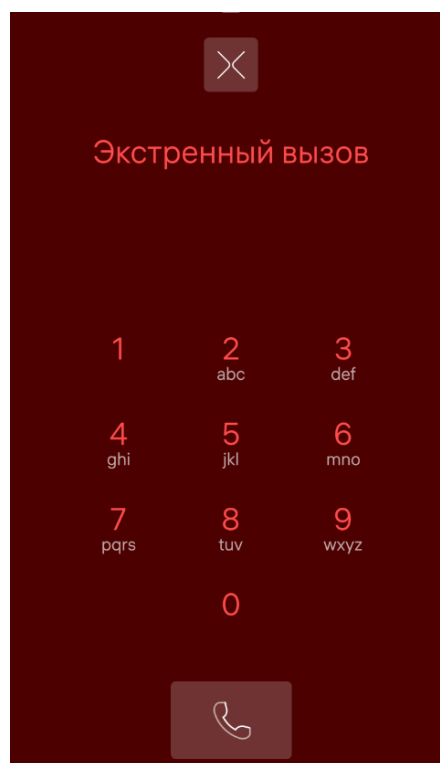 Экстренный вызов
1 2 3
abc def
4 5 6
ghi jkl mno
7 8 9
pqrs tuv wxyz
0